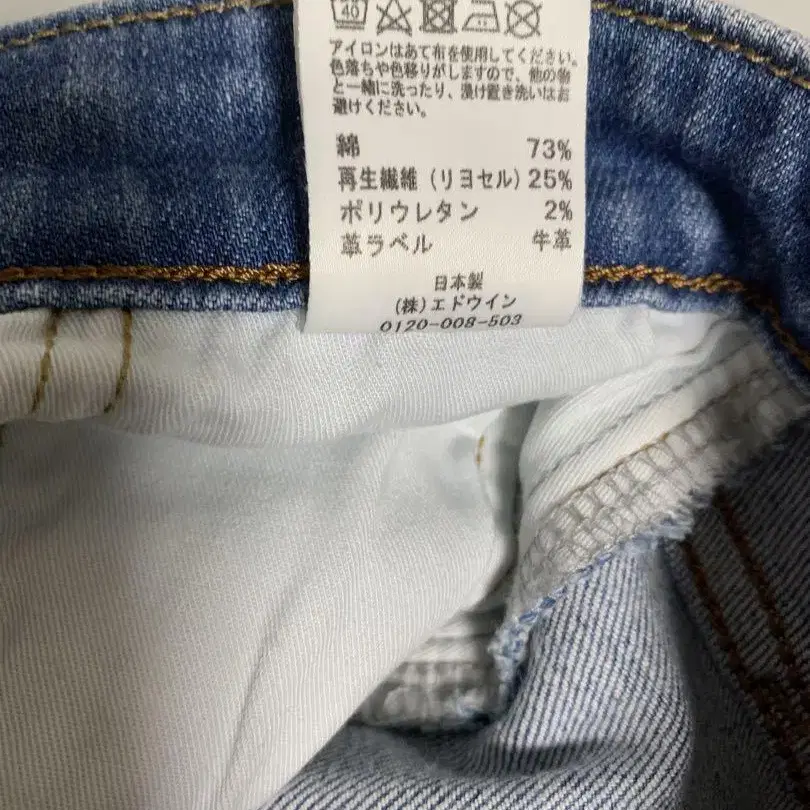 40
アイロンはあて布を使用してください。
色落ちや色移りがしますので、他の物
と一緒に洗ったり、浸け置き洗いはお
避けください。
綿 73%
再生繊維(リヨセル)25%
ポリウレタン 2%
革ラベル 牛革
日本製
(株)エドウイン
0120-008-503